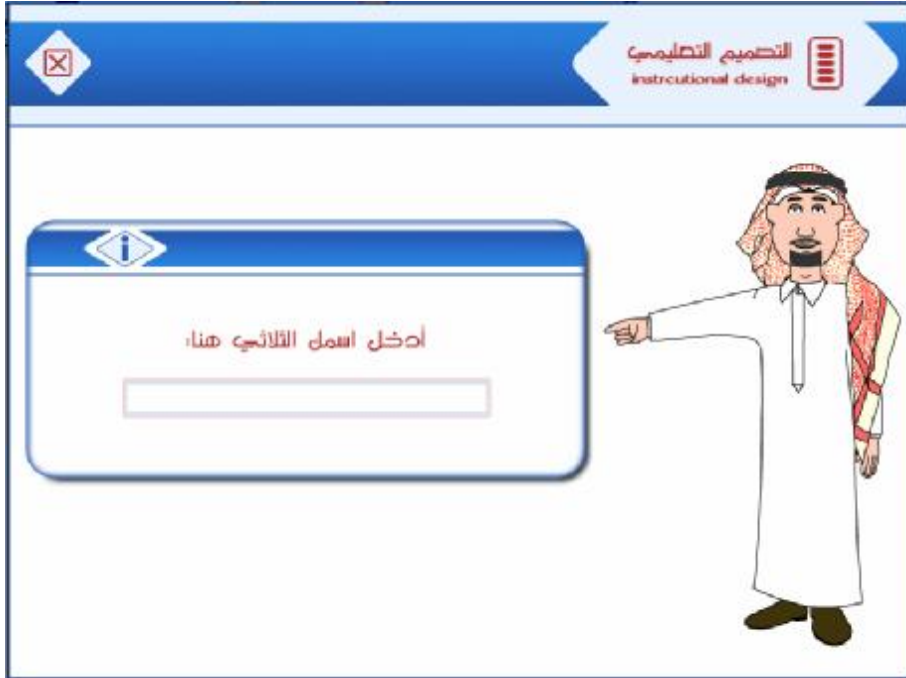 التصميم التعليمي
instrcutional design
أدخل اسمك الثلاثي هنا: